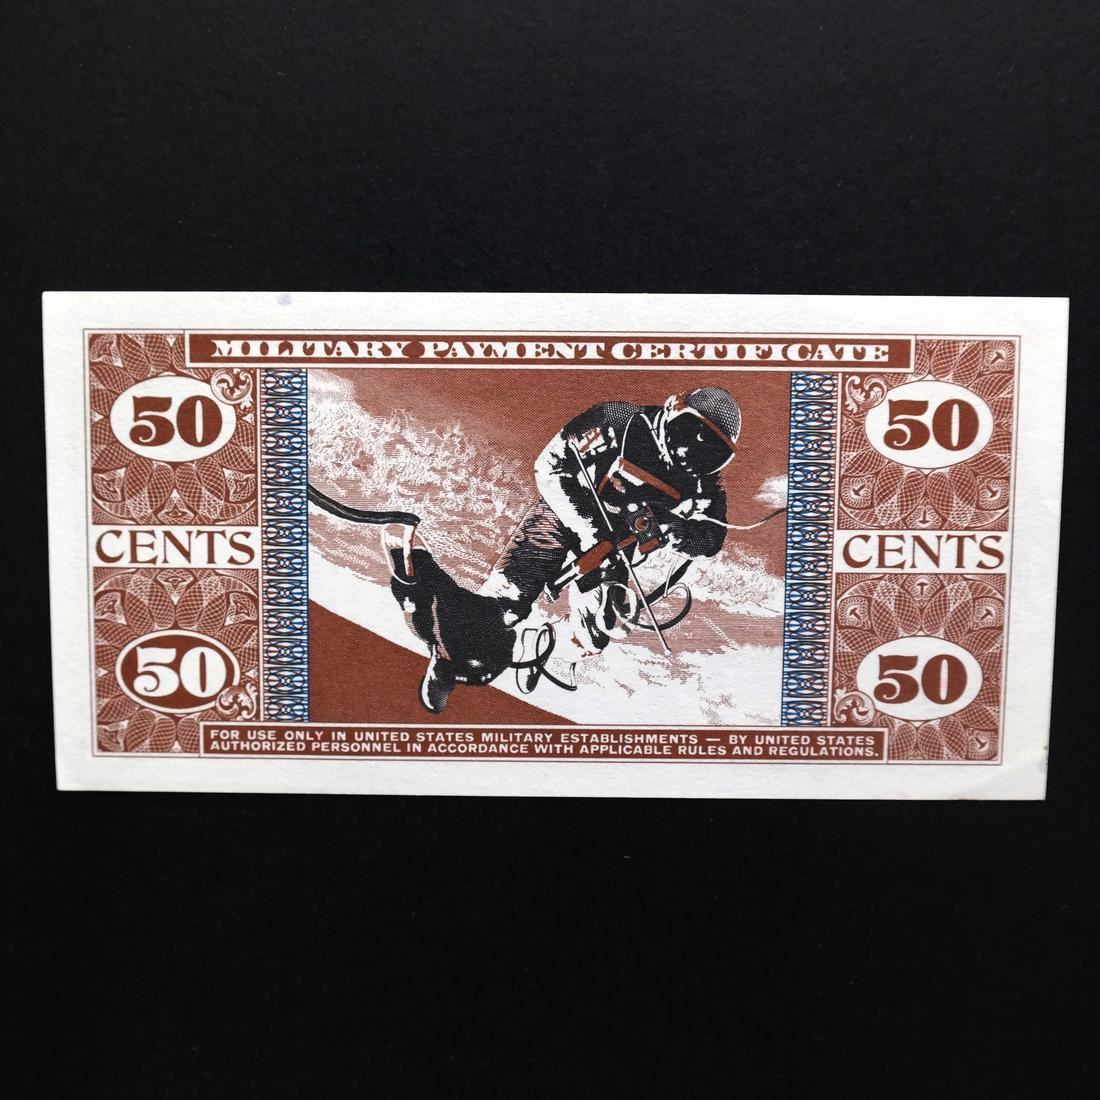 MILITARY PAYMENT CERTIFICATE
50
50
CENTS
CENTS
50
50
FOR USE ONLY IN UNITED STATES MILITARY ESTABLISHMENTS — BY UNITED STATES
AUTHORIZED PERSONNEL IN ACCORDANCE WITH APPLICABLE RULES AND REGULATIONS.